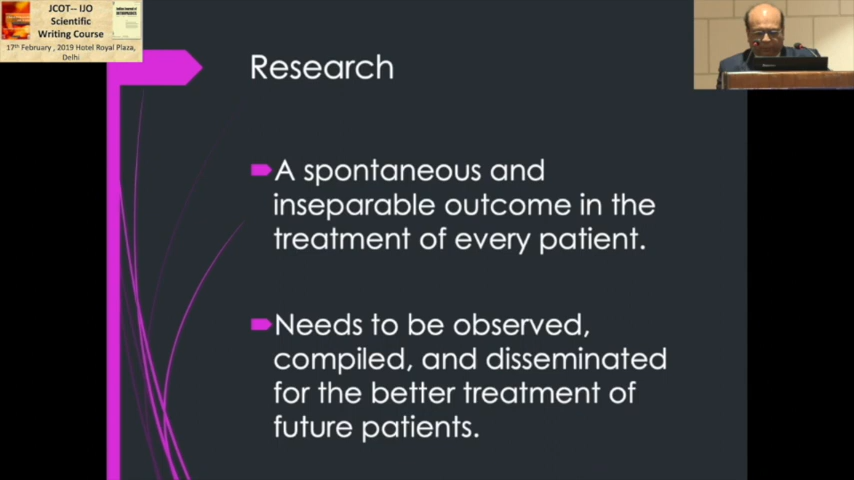 JCOT-- IJO
Scientific
Writing Course
17th February , 2019 Hotel Royal Plaza,
Delhi
Research
A spontaneous and
inseparable outcome in the
treatment of every patient.
Needs to be observed,
compiled, and disseminated
for the better treatment of
future patients.